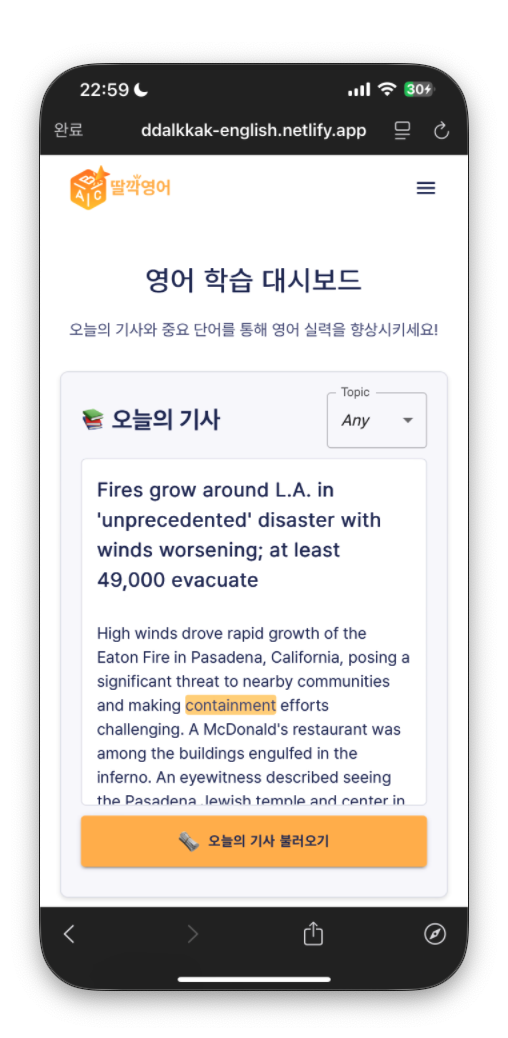 22:59
30
완료
ddalkkak-english.netlify.app
A B C
딸깍영어
영어 학습 대시보드
오늘의 기사와 중요 단어를 통해 영어 실력을 향상시키세요!
Topic
오늘의 기사
Any
Fires grow around L.A. in
'unprecedented' disaster with
winds worsening; at least
49,000 evacuate
High winds drove rapid growth of the
Eaton Fire in Pasadena, California, posing a
significant threat to nearby communities
and making containment efforts
challenging. A McDonald's restaurant was
among the buildings engulfed in the
inferno. An eyewitness described seeing
the Pasadena Jewish temple and center in
오늘의 기사 불러오기